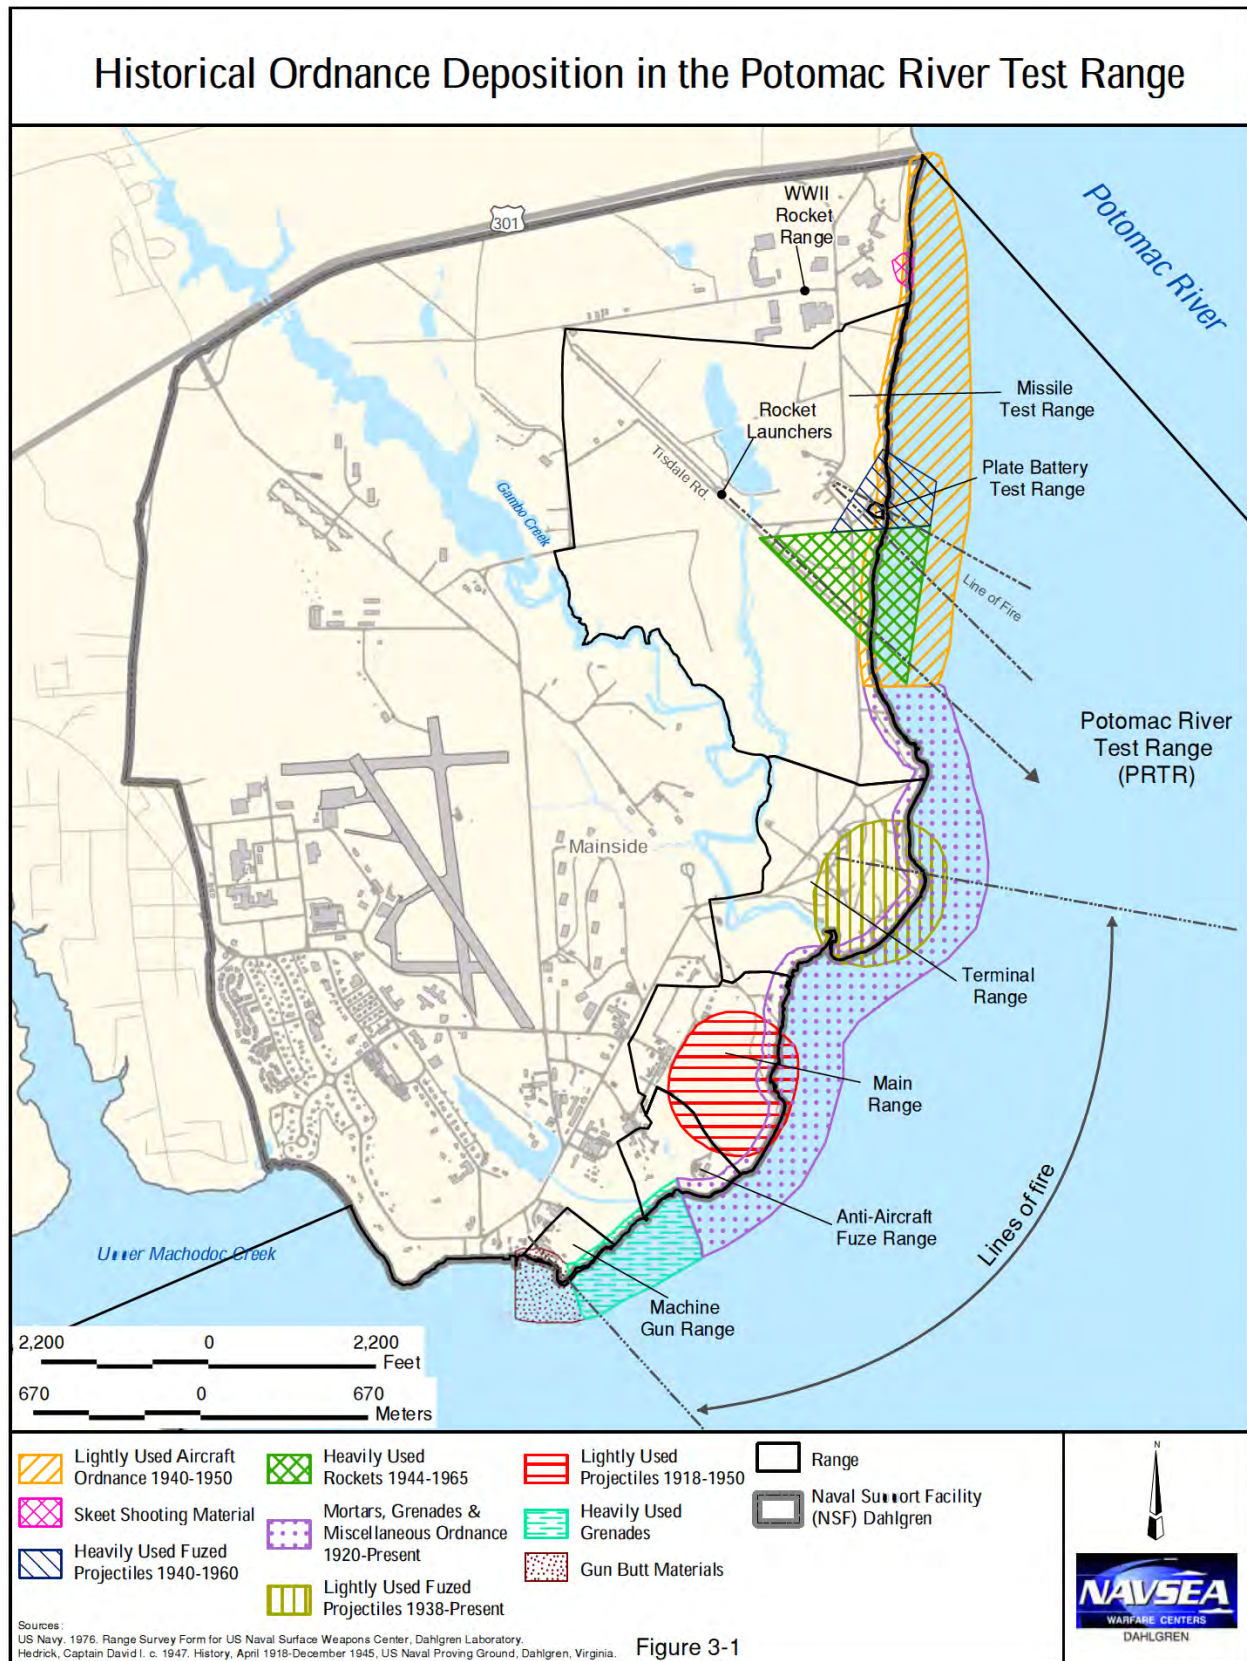 Historical Ordnance Deposition in the Potomac River Test Range
WWII
Rocket
Range
301
Potomac River
Missile
Test Range
Rocket
Launchers
Tisdale Rd.
Plate Battery
Test Range
Gambo Creek
Line of Fire
Potomac River
Test Range
(PRTR)
Mainside
Terminal
Range
Main
Range
Anti-Aircraft
Fuze Range
Lines of fire
Machodoc Creek
Machine
Gun Range
2,200 0 2,200
Feet
670 0 670
Meters
Lightly Used Aircraft
Ordnance 1940-1950
Skeet Shooting Material
Heavily Used Fuzed
Projectiles 1940-1960
Heavily Used
Rockets 1944-1965
Mortars, Grenades &
Miscellaneous Ordnance
1920-Present
Lightly Used Fuzed
Projectiles 1938-Present
Lightly Used
Projectiles 1918-1950
Heavily Used
Grenades
Gun Butt Materials
Range
Naval Support Facility
(NSF) Dahlgren
N
NAVSEA
WARFARE CENTERS
DAHLGREN
Sources:
US Navy. 1976. Range Survey Form for US Naval Surface Weapons Center, Dahlgren Laboratory.
Hedrick, Captain David I. c. 1947. History, April 1918-December 1945, US Naval Proving Ground, Dahlgren, Virginia.
Figure 3-1